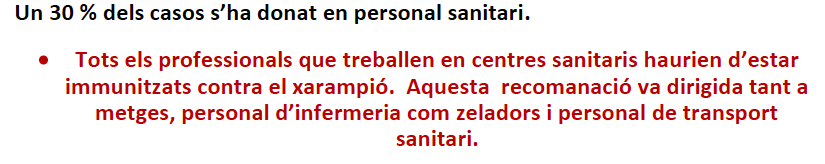 Un 30 % dels casos s’ha donat en personal sanitari.
• Tots els professionals que treballen en centres sanitaris haurien d’estar
immunitzats contra el xarampió. Aquesta recomanació va dirigida tant a
metges, personal d’infermeria com zeladors i personal de transport
sanitari.